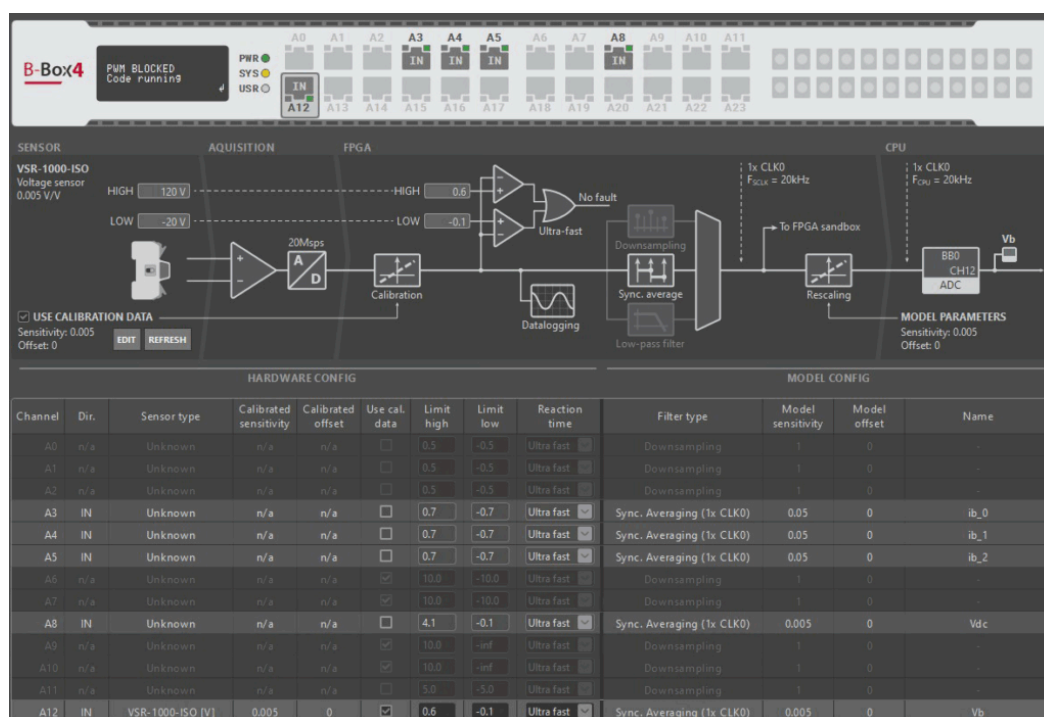 A0 A1 A2 A3 A4 A5 A6 A7 A8 A9 A10 A11
B-Box4
PWM BLOCKED
Code running
PWR
SYS
USR
IN IN IN IN
IN
A12 A13 A14 A15 A16 A17 A18 A19 A20 A21 A22 A23
SENSOR AQUISITION FPGA CPU
VSR-1000-ISO
Voltage sensor
0.005 V/V
HIGH 120 V HIGH 0.6
LOW -20 V LOW -0.1
No fault
Ultra-fast
1x CLK0
FSCLK = 20kHz
1x CLK0
FCPU = 20kHz
To FPGA sandbox
20Msps
A
D
Calibration
Datalogging
Downsampling
Sync. average
Low-pass filter
Rescaling
BB0
CH12
ADC
Vb
USE CALIBRATION DATA
Sensitivity: 0.005
Offset: 0
EDIT REFRESH
MODEL PARAMETERS
Sensitivity: 0.005
Offset: 0
HARDWARE CONFIG MODEL CONFIG
Channel Dir. Sensor type Calibrated sensitivity Calibrated offset Use cal. data Limit high Limit low Reaction time Filter type Model sensitivity Model offset Name
A0 n/a Unknown n/a n/a 0.5 -0.5 Ultra fast Downsampling 1 0 -
A1 n/a Unknown n/a n/a 0.5 -0.5 Ultra fast Downsampling 1 0 -
A2 n/a Unknown n/a n/a 0.5 -0.5 Ultra fast Downsampling 1 0 -
A3 IN Unknown n/a n/a 0.7 -0.7 Ultra fast Sync. Averaging (1x CLK0) 0.05 0 ib_0
A4 IN Unknown n/a n/a 0.7 -0.7 Ultra fast Sync. Averaging (1x CLK0) 0.05 0 ib_1
A5 IN Unknown n/a n/a 0.7 -0.7 Ultra fast Sync. Averaging (1x CLK0) 0.05 0 ib_2
A6 n/a Unknown n/a n/a 10.0 -10.0 Ultra fast Downsampling 1 0 -
A7 n/a Unknown n/a n/a 10.0 -10.0 Ultra fast Downsampling 1 0 -
A8 IN Unknown n/a n/a 4.1 -0.1 Ultra fast Sync. Averaging (1x CLK0) 0.005 0 Vdc
A9 n/a Unknown n/a n/a 10.0 -inf Ultra fast Downsampling 1 0 -
A10 n/a Unknown n/a n/a 10.0 -inf Ultra fast Downsampling 1 0 -
A11 n/a Unknown n/a n/a 5.0 -5.0 Ultra fast Downsampling 1 0 -
A12 IN VSR-1000-ISO [V] 0.005 0 0.6 -0.1 Ultra fast Sync. Averaging (1x CLK0) 0.005 0 Vb